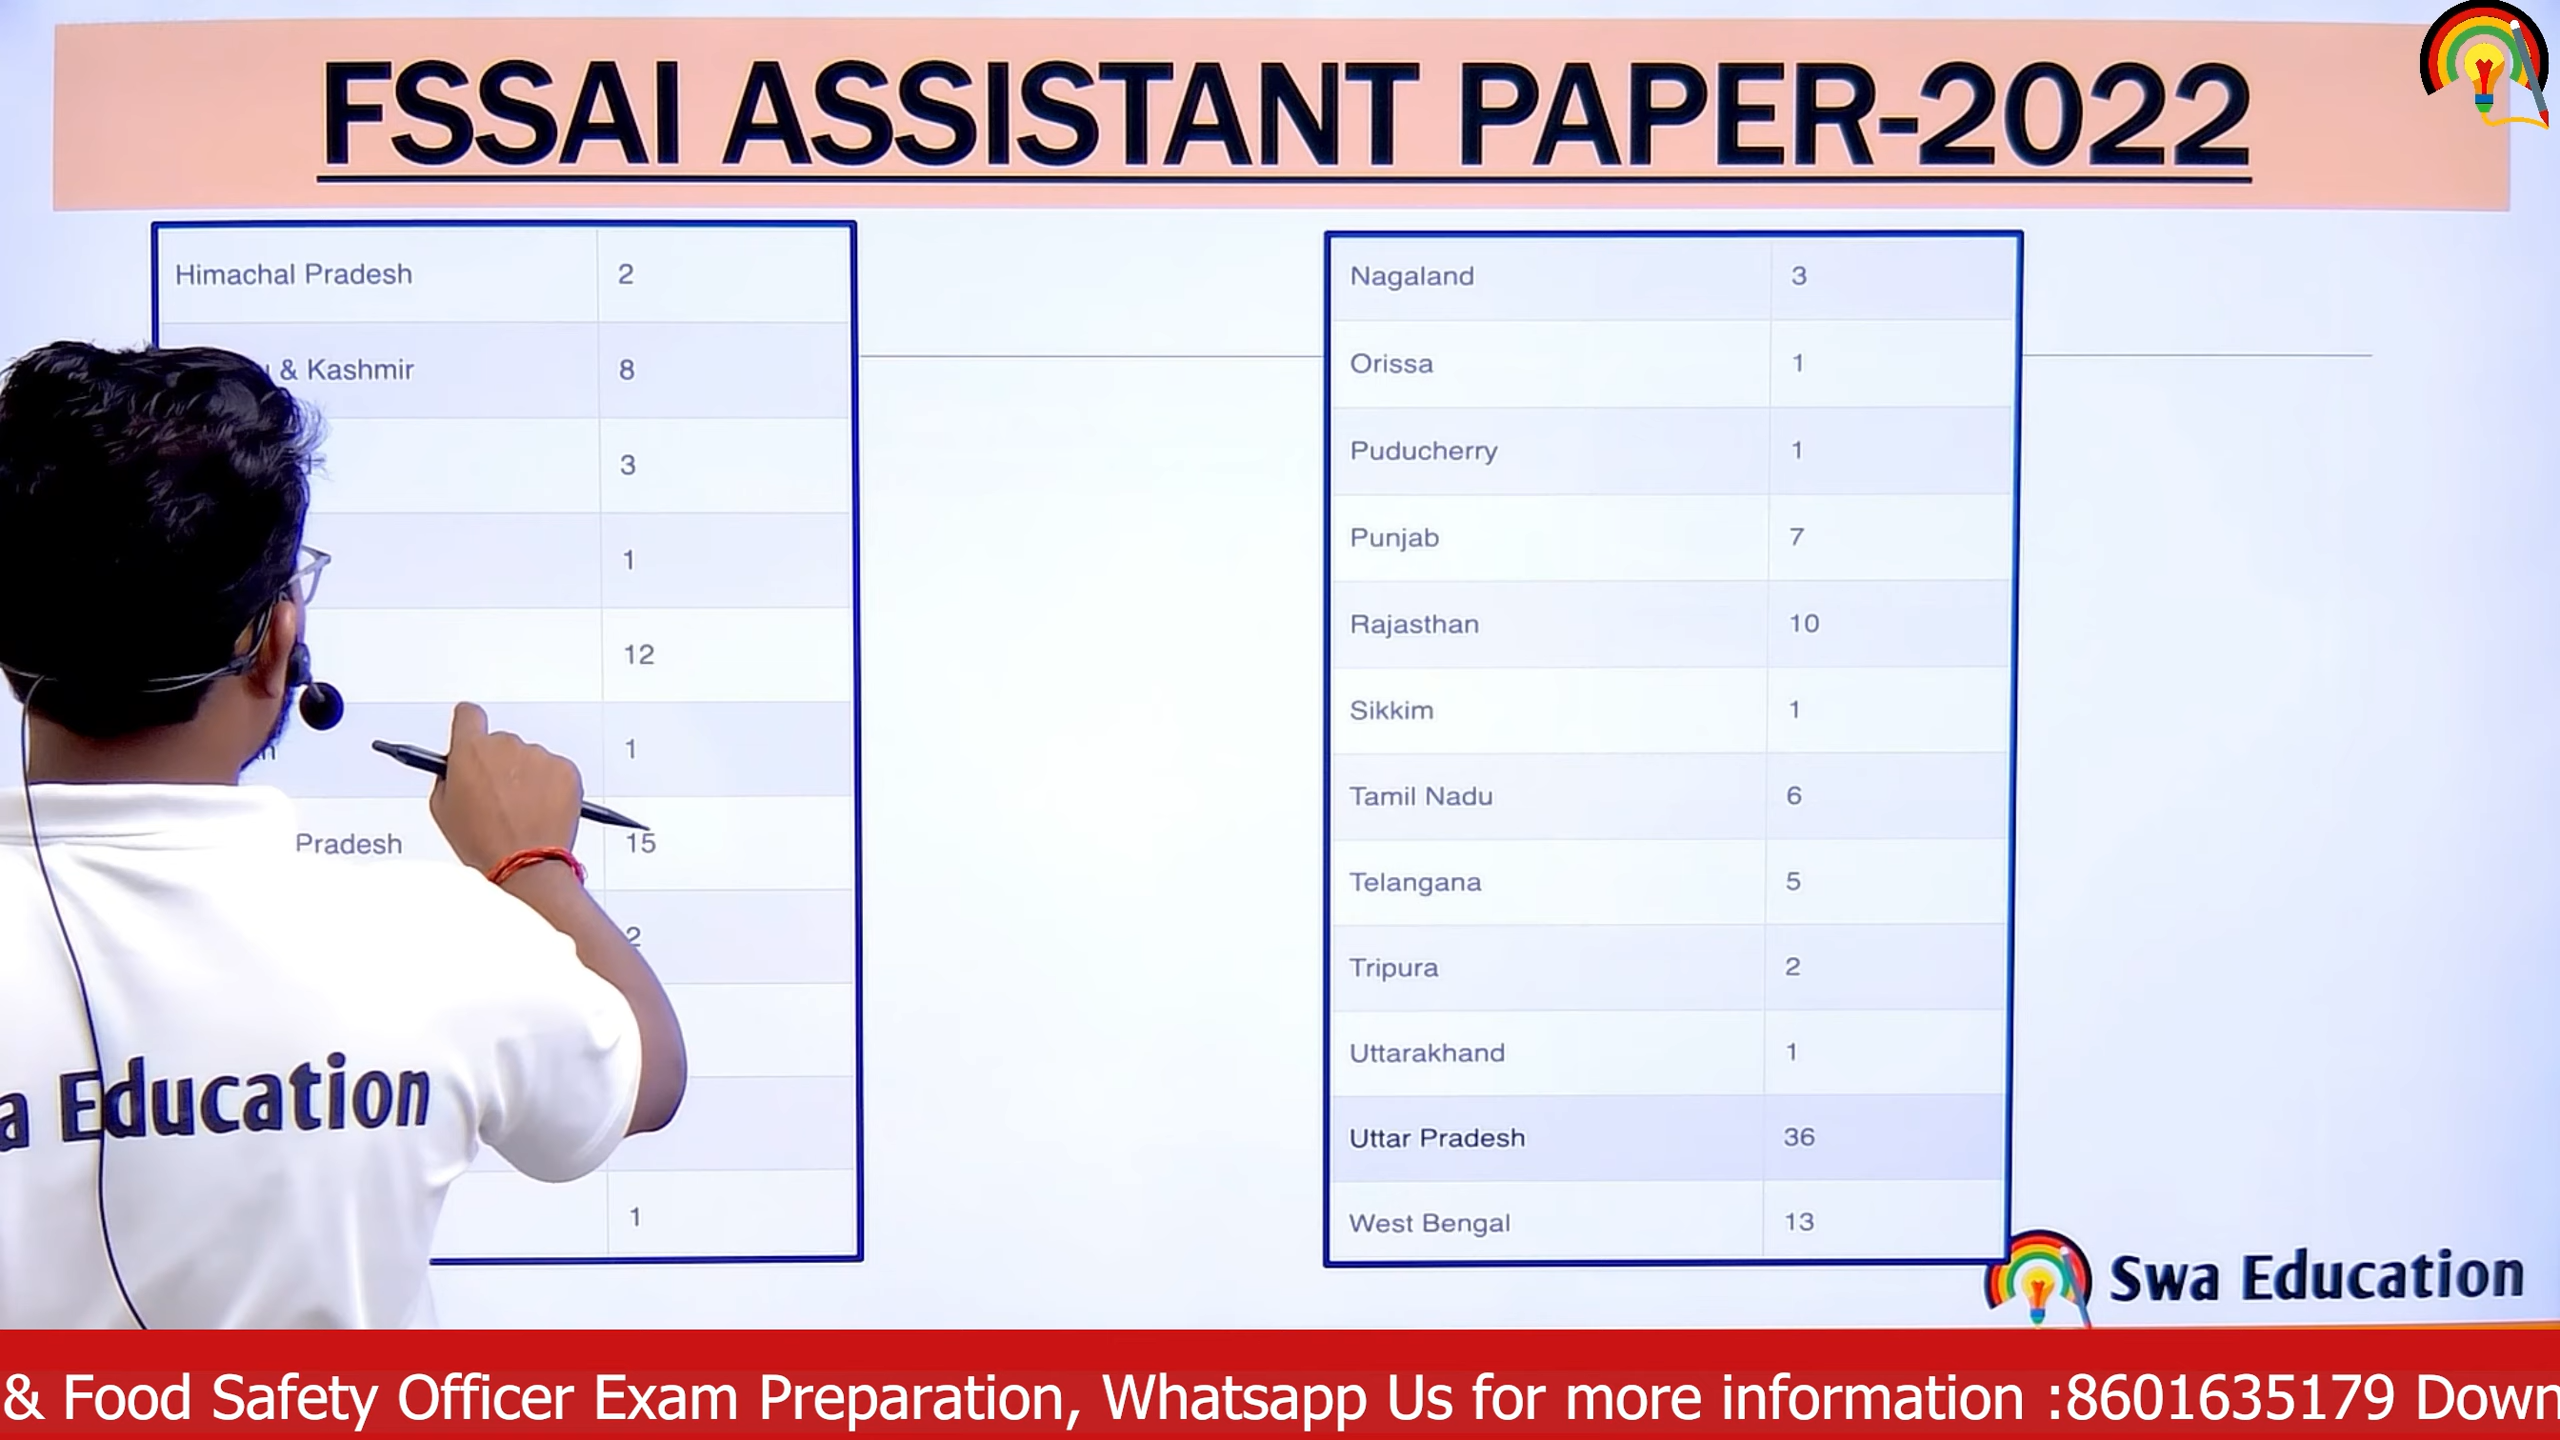 FSSAI ASSISTANT PAPER-2022
Himachal Pradesh 2
& Kashmir 8
3
1
12
1
Pradesh 15
2
1
Nagaland 3
Orissa 1
Puducherry 1
Punjab 7
Rajasthan 10
Sikkim 1
Tamil Nadu 6
Telangana 5
Tripura 2
Uttarakhand 1
Uttar Pradesh 36
West Bengal 13
a Education
Swa Education
& Food Safety Officer Exam Preparation, Whatsapp Us for more information :8601635179 Down